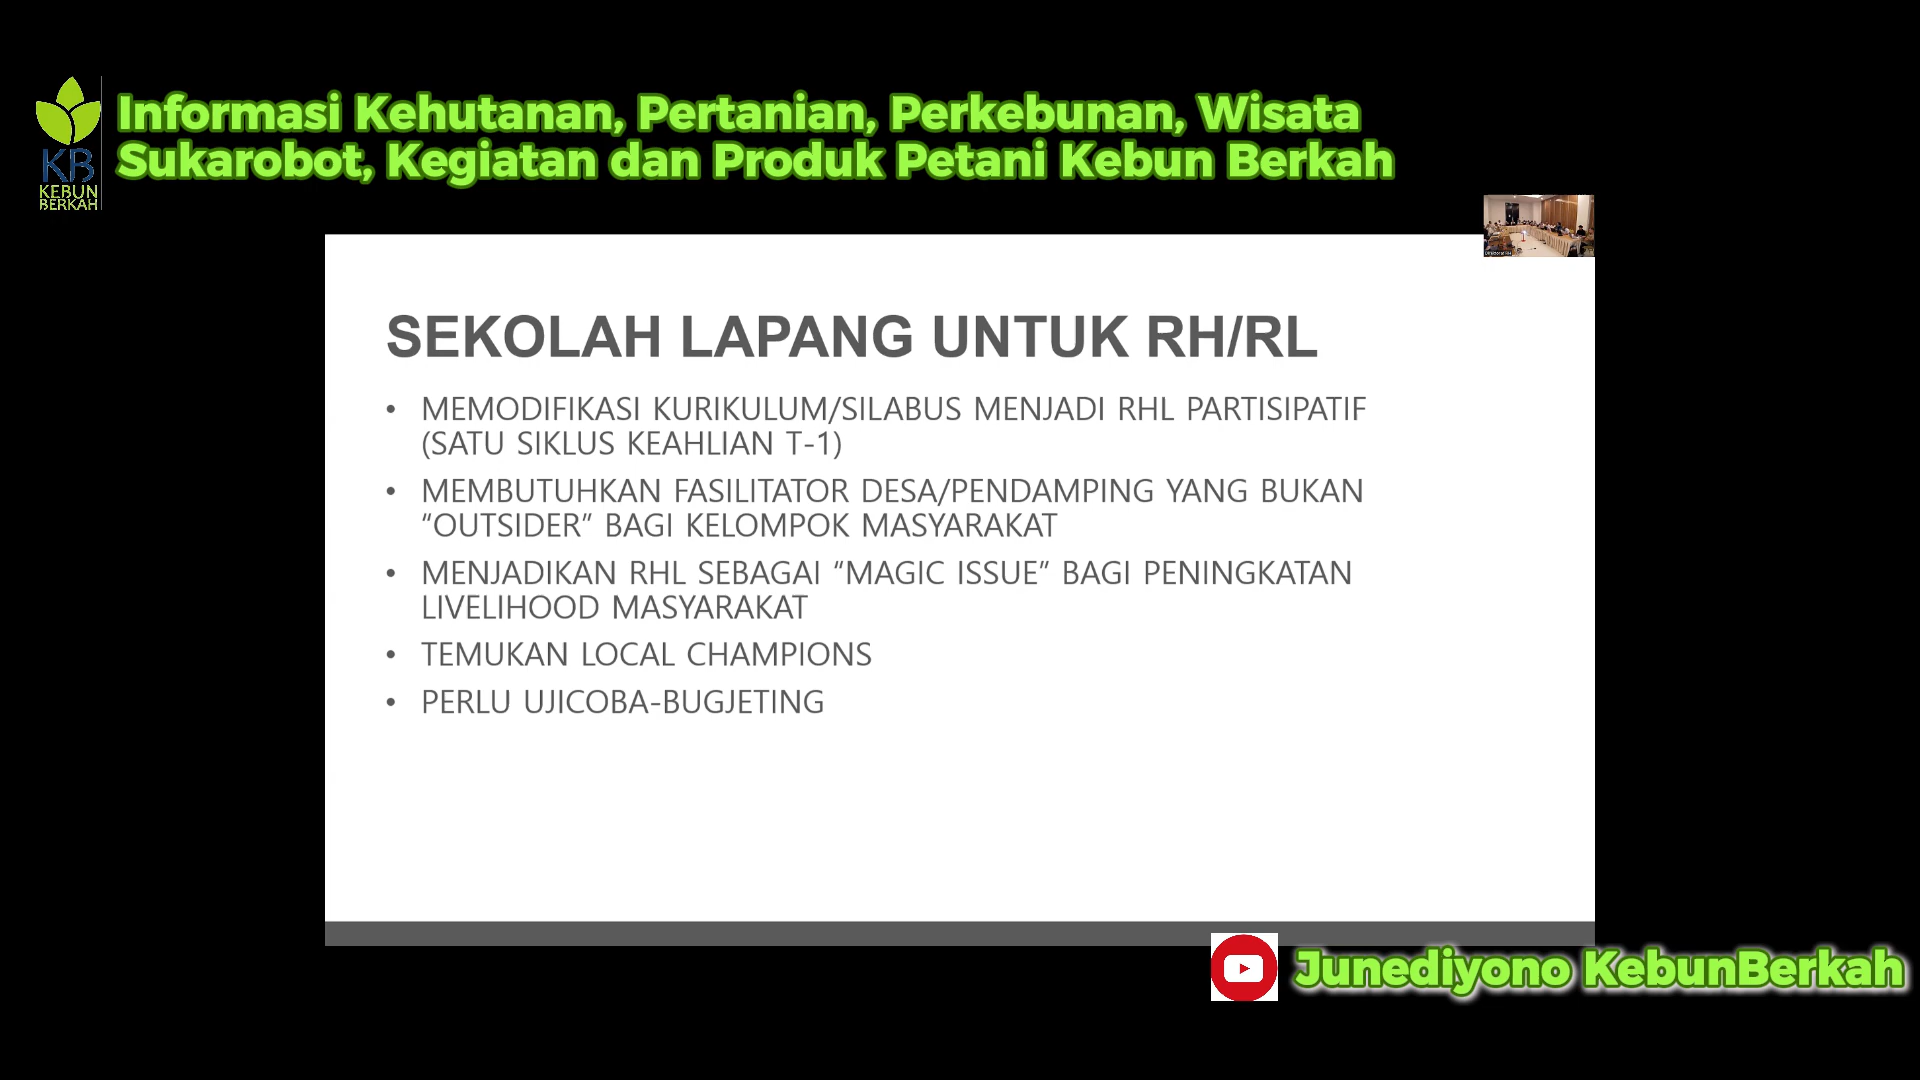 Informasi Kehutanan, Pertanian, Perkebunan, Wisata
Sukarobot, Kegiatan dan Produk Petani Kebun Berkah
KB
KEBUN
BERKAH
SEKOLAH LAPANG UNTUK RH/RL
• MEMODIFIKASI KURIKULUM/SILABUS MENJADI RHL PARTISIPATIF
(SATU SIKLUS KEAHLIAN T-1)
• MEMBUTUHKAN FASILITATOR DESA/PENDAMPING YANG BUKAN
“OUTSIDER” BAGI KELOMPOK MASYARAKAT
• MENJADIKAN RHL SEBAGAI “MAGIC ISSUE” BAGI PENINGKATAN
LIVELIHOOD MASYARAKAT
• TEMUKAN LOCAL CHAMPIONS
• PERLU UJICOBA-BUGJETING
Junediyono KebunBerkah